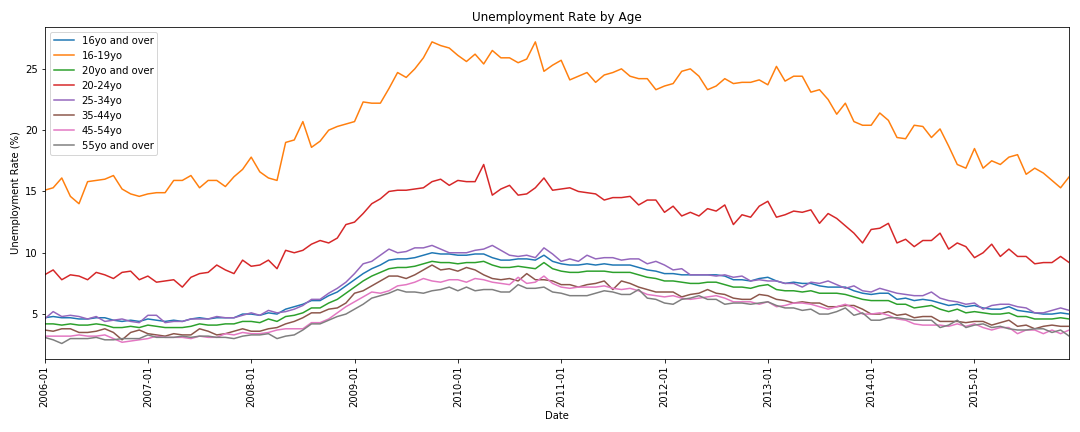 Unemployment Rate by Age
16yo and over
16-19yo
20yo and over
20-24yo
25-34yo
35-44yo
45-54yo
55yo and over
Unemployment Rate (%)
25
20
15
10
5
2006-01
2007-01
2008-01
2009-01
2010-01
2011-01
2012-01
2013-01
2014-01
2015-01
Date